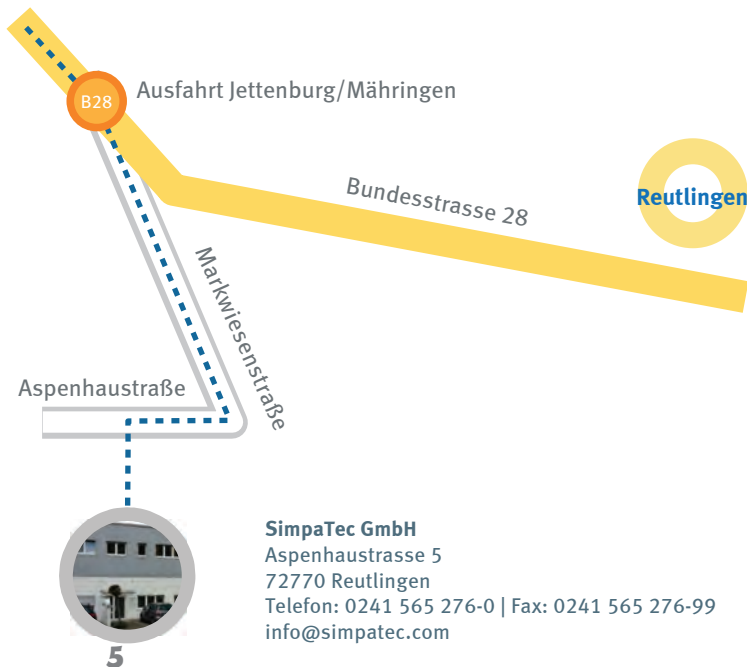 B28
Ausfahrt Jettenburg/Mähringen
Bundesstrasse 28
Reutlingen
Markwiesenstraße
Aspenhaustraße
SimpaTec GmbH
Aspenhaustrasse 5
72770 Reutlingen
Telefon: 0241 565 276-0 | Fax: 0241 565 276-99
info@simpatec.com
5